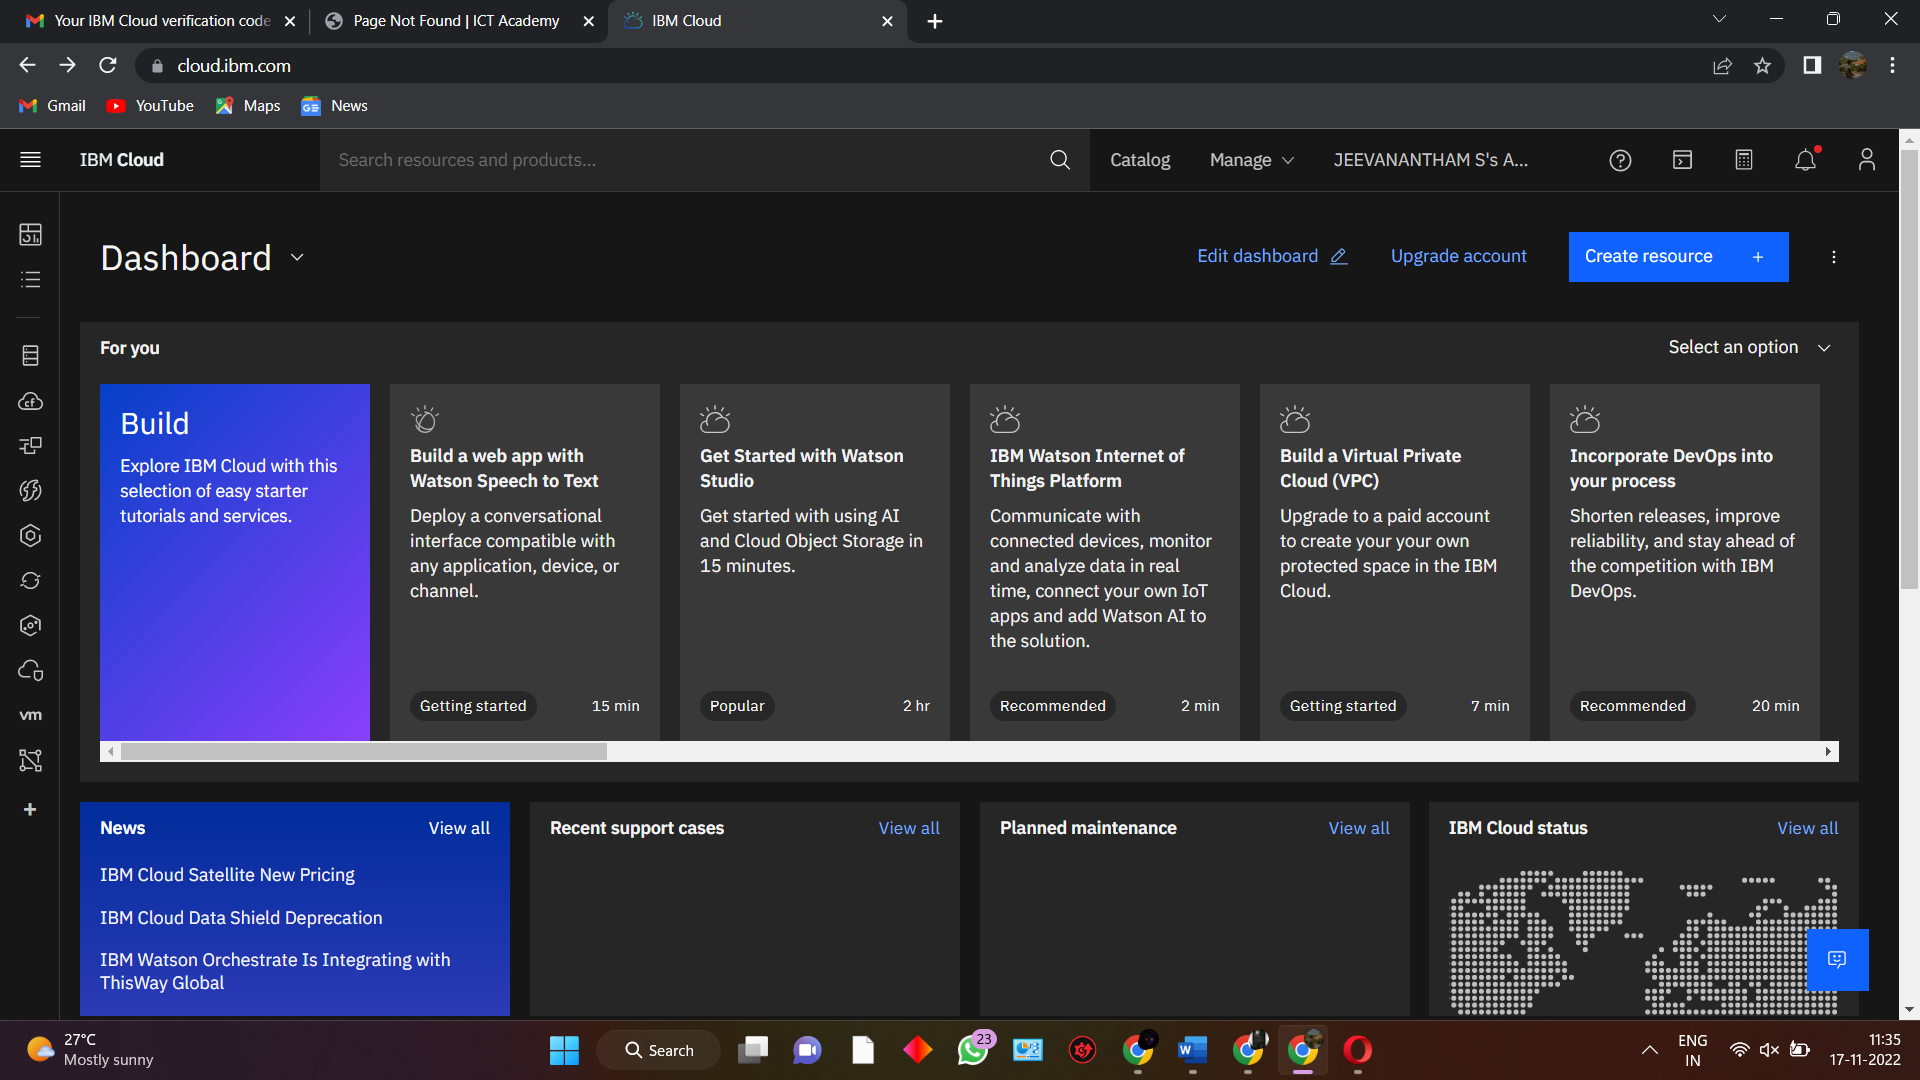 Your IBM Cloud verification code
Page Not Found | ICT Academy
IBM Cloud
cloud.ibm.com
Gmail
YouTube
Maps
News
IBM Cloud
Search resources and products...
Catalog
Manage
JEEVANANTHAM S's A...
Dashboard
Edit dashboard
Upgrade account
Create resource +
For you
Select an option
Build
Explore IBM Cloud with this
selection of easy starter
tutorials and services.
Build a web app with
Watson Speech to Text
Deploy a conversational
interface compatible with
any application, device, or
channel.
Getting started
15 min
Get Started with Watson
Studio
Get started with using AI
and Cloud Object Storage in
15 minutes.
Popular
2 hr
IBM Watson Internet of
Things Platform
Communicate with
connected devices, monitor
and analyze data in real
time, connect your own IoT
apps and add Watson AI to
the solution.
Recommended
2 min
Build a Virtual Private
Cloud (VPC)
Upgrade to a paid account
to create your your own
protected space in the IBM
Cloud.
Getting started
7 min
Incorporate DevOps into
your process
Shorten releases, improve
reliability, and stay ahead of
the competition with IBM
DevOps.
Recommended
20 min
cf
vm
News
View all
IBM Cloud Satellite New Pricing
IBM Cloud Data Shield Deprecation
IBM Watson Orchestrate Is Integrating with
ThisWay Global
Recent support cases
View all
Planned maintenance
View all
IBM Cloud status
View all
27°C
Mostly sunny
Search
23
W
ENG
IN
11:35
17-11-2022